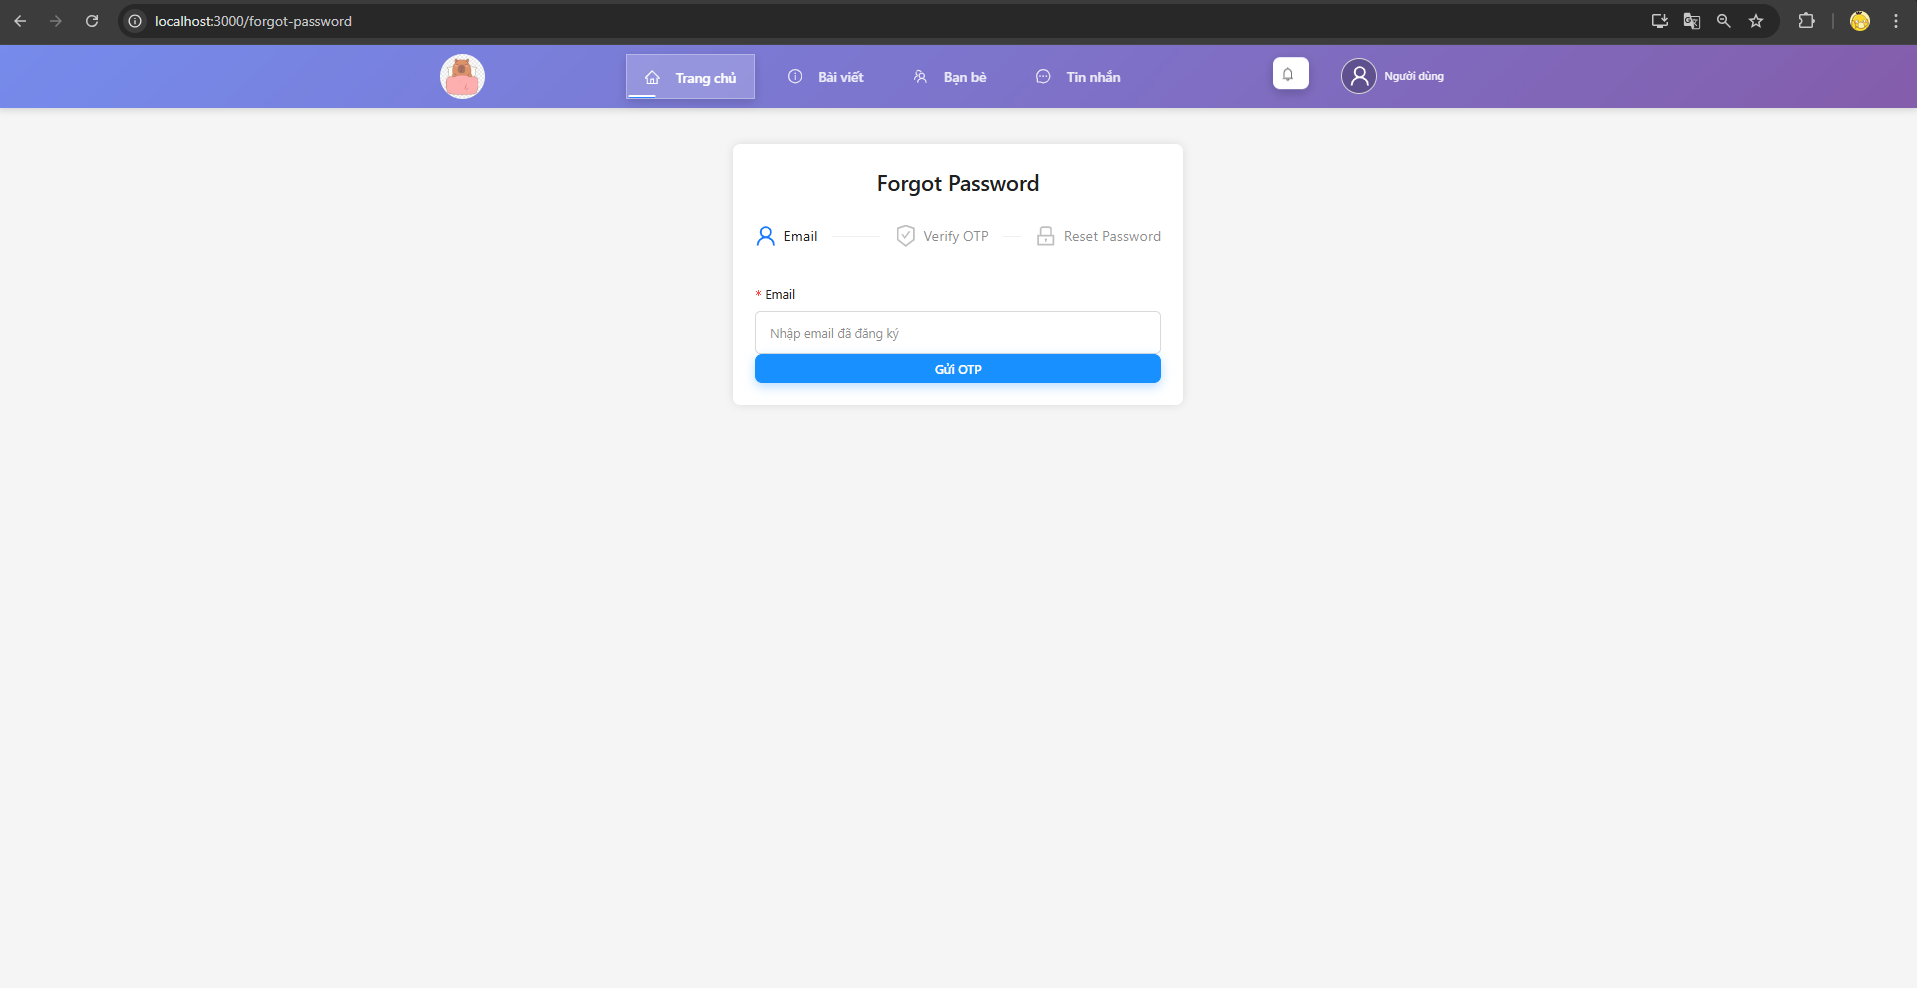 localhost:3000/forgot-password
Trang chủ
Bài viết
Bạn bè
Tin nhắn
Người dùng
Forgot Password
Email
Verify OTP
Reset Password
* Email
Nhập email đã đăng ký
Gửi OTP